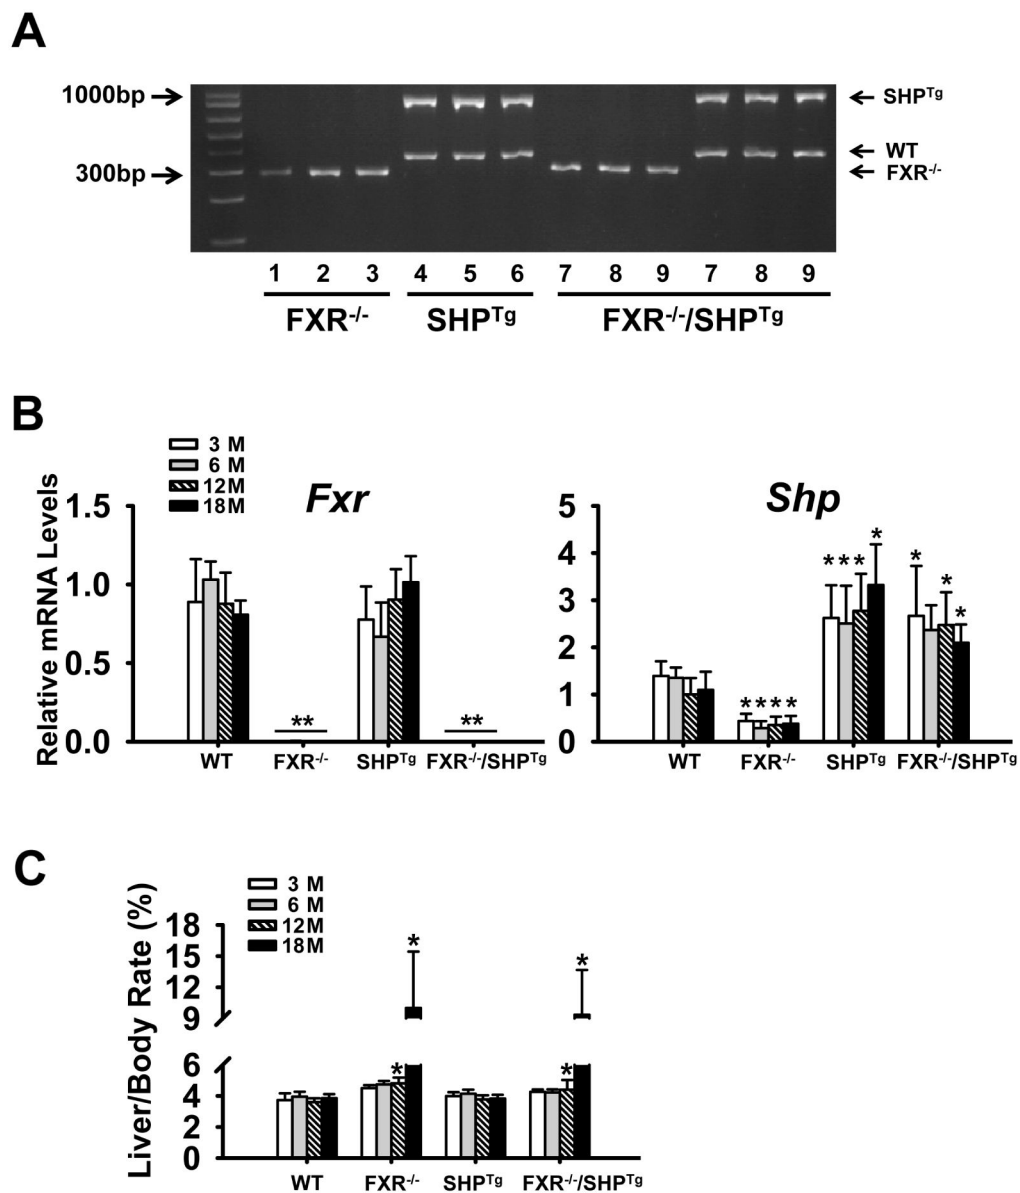 A
1000bp
300bp
SHPTg
WT
FXR-/-
1 2 3 4 5 6 7 8 9 7 8 9
FXR-/- SHPTg FXR-/-/SHPTg
B
3 M
6 M
12M
18M
Fxr
Relative mRNA Levels
1.5
1.0
0.5
0.0
**
**
WT FXR-/- SHPTg FXR-/-/SHPTg
Shp
5
4
3
2
1
0
****
***
*
*
*
*
WT FXR-/- SHPTg FXR-/-/SHPTg
C
3 M
6 M
12M
18M
Liver/Body Rate (%)
18
15
12
9
6
4
2
0
*
*
*
*
WT FXR-/- SHPTg FXR-/-/SHPTg